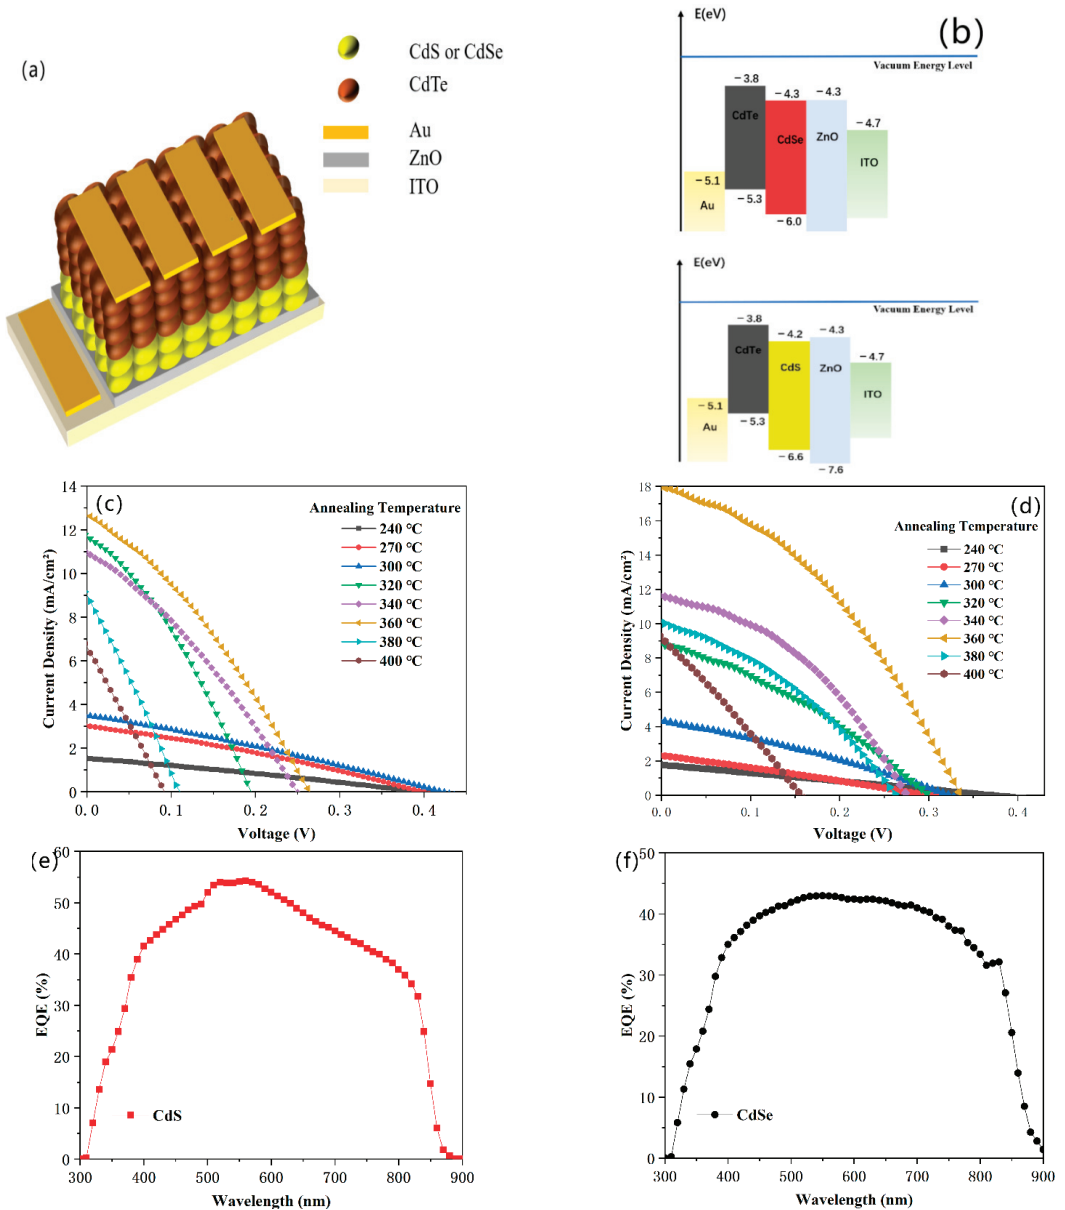 (a)
CdS or CdSe
CdTe
Au
ZnO
ITO
(b)
E(eV)
Vacuum Energy Level
－3.8
－4.3
－4.3
－4.7
CdTe
CdSe
ZnO
ITO
－5.1
－5.3
－6.0
Au
E(eV)
Vacuum Energy Level
－3.8
－4.2
－4.3
－4.7
CdTe
CdS
ZnO
ITO
－5.1
－5.3
－6.6
－7.6
Au
(c)
Annealing Temperature
240 ℃
270 ℃
300 ℃
320 ℃
340 ℃
360 ℃
380 ℃
400 ℃
Current Density (mA/cm²)
14
12
10
8
6
4
2
0
0.0 0.1 0.2 0.3 0.4
Voltage (V)
(d)
Annealing Temperature
240 ℃
270 ℃
300 ℃
320 ℃
340 ℃
360 ℃
380 ℃
400 ℃
Current Density (mA/cm²)
18
16
14
12
10
8
6
4
2
0
0.0 0.1 0.2 0.3 0.4
Voltage (V)
(e)
EQE (%)
60
50
40
30
20
10
0
CdS
300 400 500 600 700 800 900
Wavelength (nm)
(f)
EQE (%)
50
40
30
20
10
0
CdSe
300 400 500 600 700 800 900
Wavelength (nm)